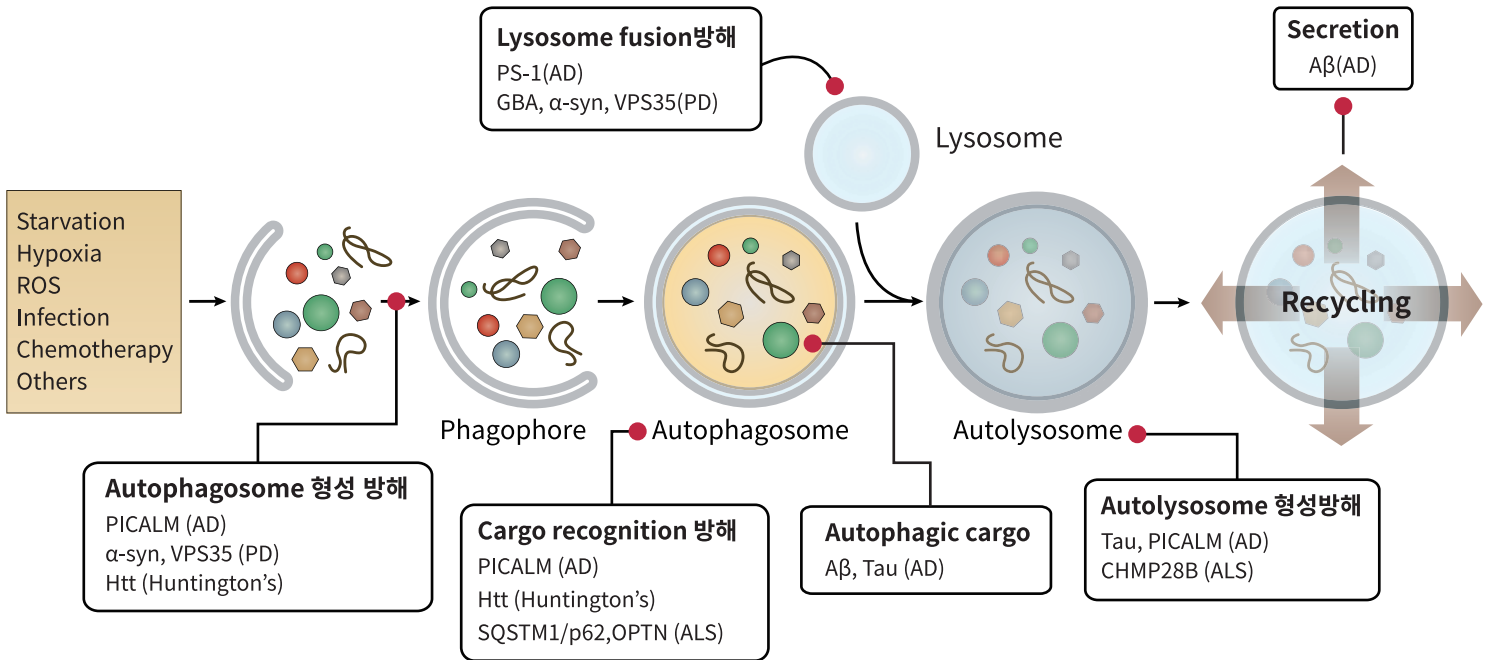 Lysosome fusion방해
PS-1(AD)
GBA, α-syn, VPS35(PD)
Secretion
Aβ(AD)
Lysosome
Starvation
Hypoxia
ROS
Infection
Chemotherapy
Others
Recycling
Phagophore
Autophagosome
Autolysosome
Autophagosome 형성 방해
PICALM (AD)
α-syn, VPS35 (PD)
Htt (Huntington’s)
Cargo recognition 방해
PICALM (AD)
Htt (Huntington’s)
SQSTM1/p62,OPTN (ALS)
Autophagic cargo
Aβ, Tau (AD)
Autolysosome 형성방해
Tau, PICALM (AD)
CHMP28B (ALS)